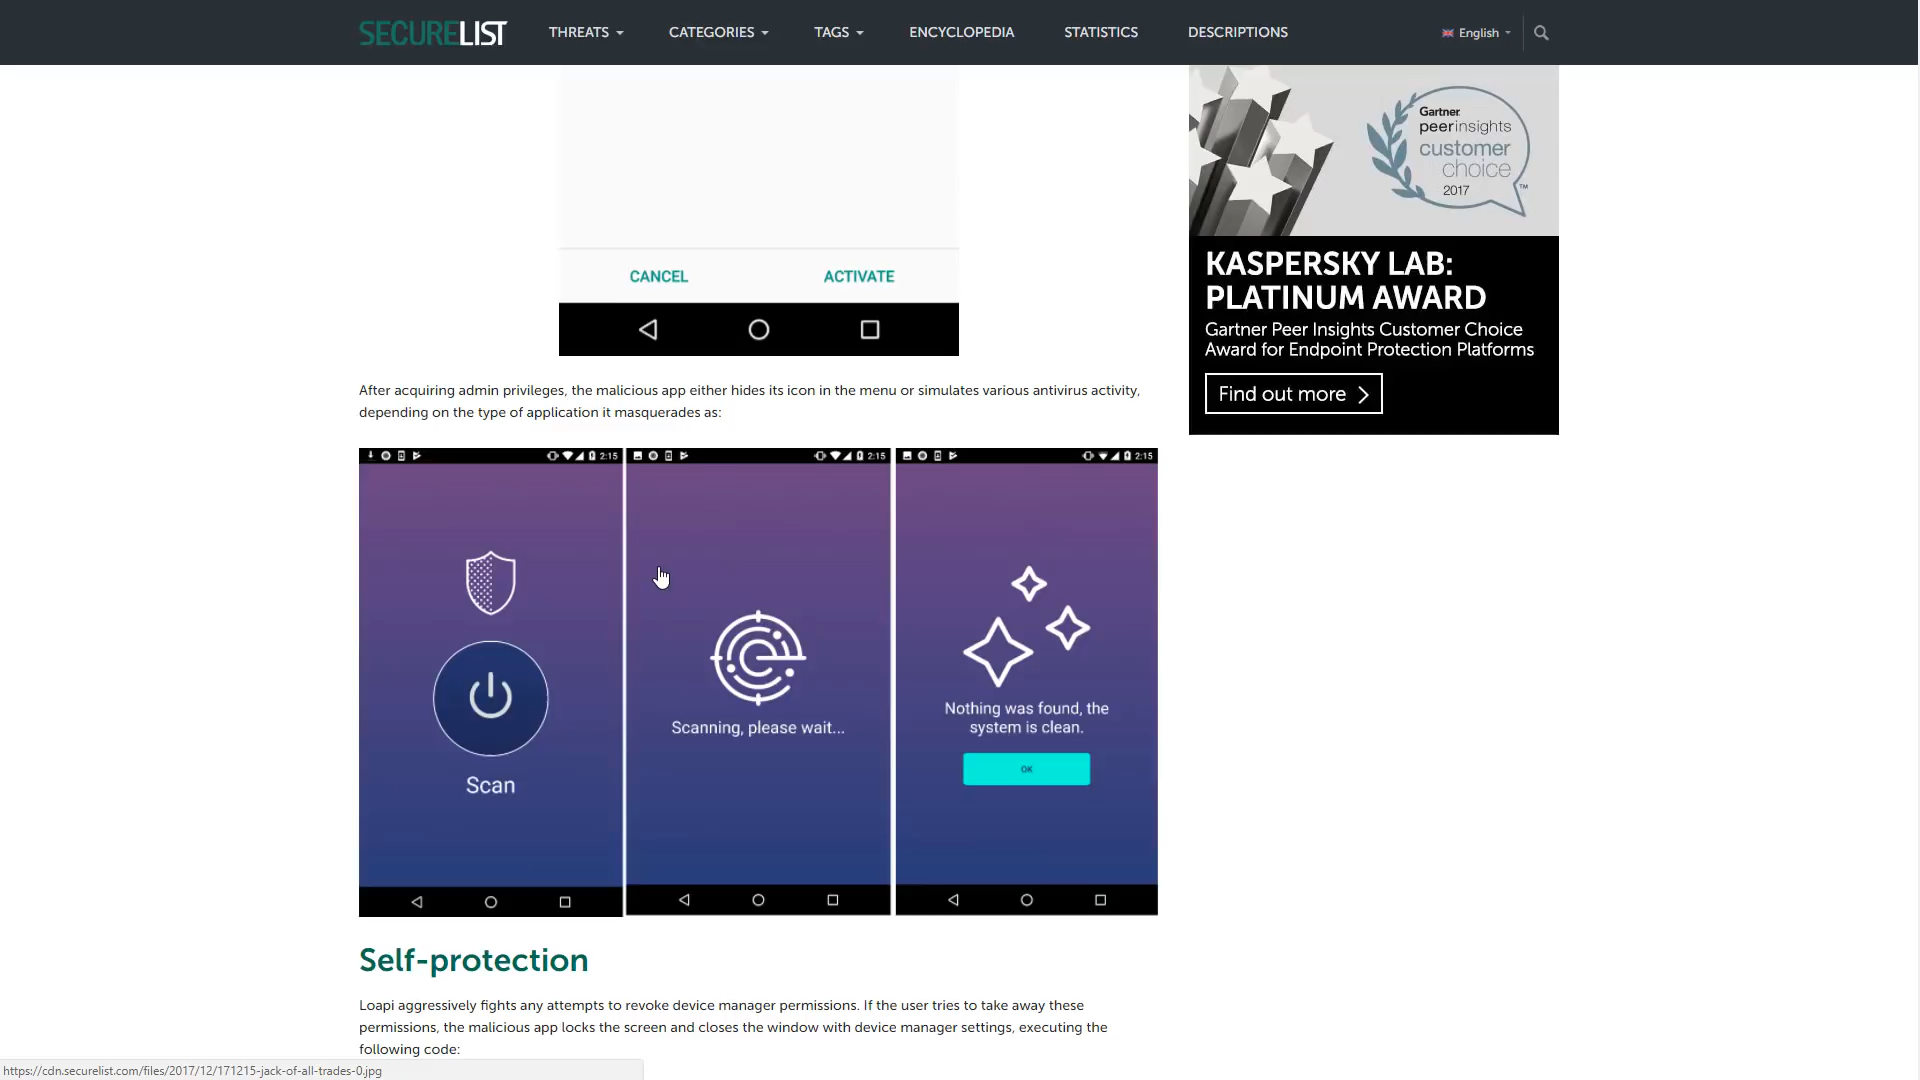 SECURELIST
THREATS
CATEGORIES
TAGS
ENCYCLOPEDIA
STATISTICS
DESCRIPTIONS
English
Gartner
peerinsights
customer
choice
2017
™
KASPERSKY LAB:
PLATINUM AWARD
Gartner Peer Insights Customer Choice
Award for Endpoint Protection Platforms
Find out more
CANCEL
ACTIVATE
After acquiring admin privileges, the malicious app either hides its icon in the menu or simulates various antivirus activity,
depending on the type of application it masquerades as:
2:15
2:15
2:15
Scan
Scanning, please wait...
Nothing was found, the
system is clean.
OK
Self-protection
Loapi aggressively fights any attempts to revoke device manager permissions. If the user tries to take away these
permissions, the malicious app locks the screen and closes the window with device manager settings, executing the
following code:
https://cdn.securelist.com/files/2017/12/171215-jack-of-all-trades-0.jpg